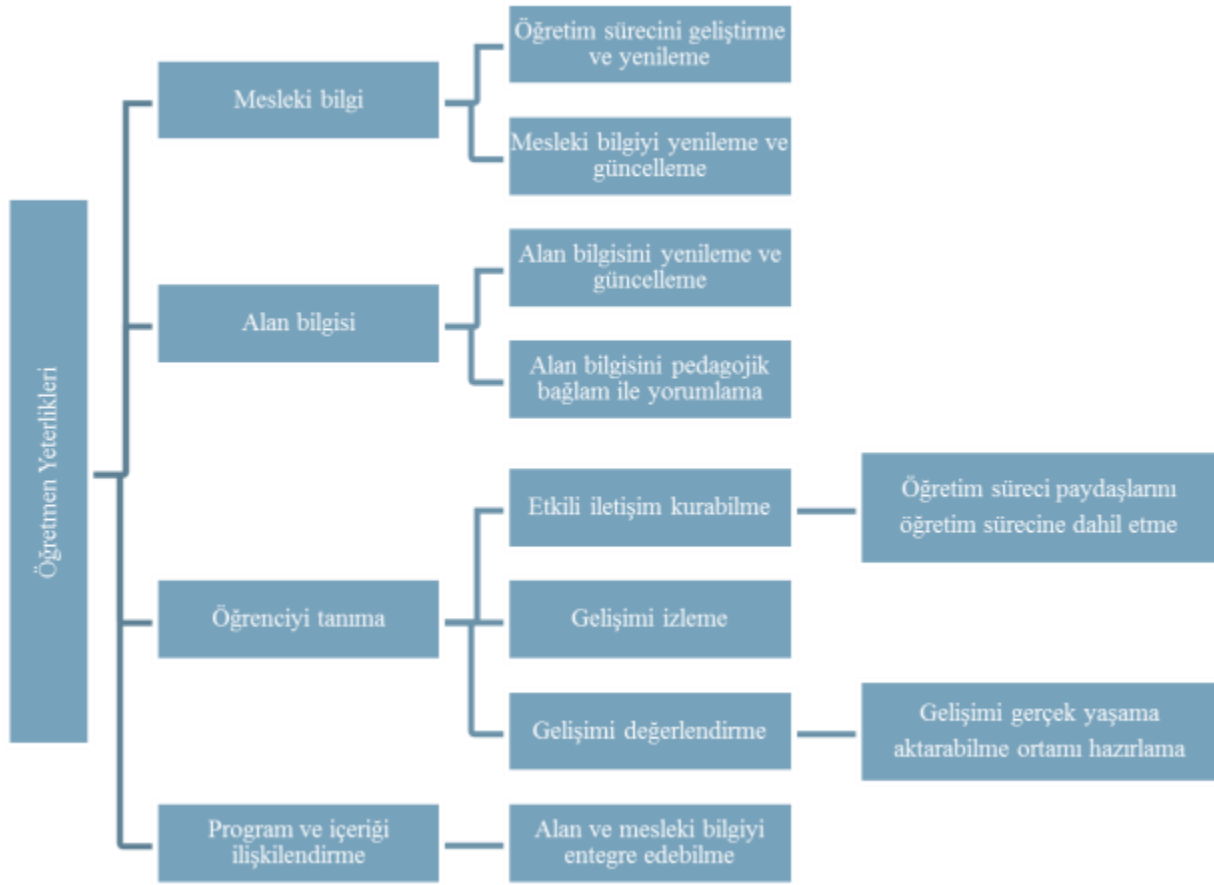 Öğretmen Yeterlikleri
Mesleki bilgi
Öğretim sürecini geliştirme
ve yenileme
Mesleki bilgiyi yenileme ve
güncelleme
Alan bilgisi
Alan bilgisini yenileme ve
güncelleme
Alan bilgisini pedagojik
bağlam ile yorumlama
Öğrenciyi tanıma
Etkili iletişim kurabilme
Öğretim süreci paydaşlarını
öğretim sürecine dahil etme
Gelişimi izleme
Gelişimi değerlendirme
Gelişimi gerçek yaşama
aktarabilme ortamı hazırlama
Program ve içeriği
ilişkilendirme
Alan ve mesleki bilgiyi
entegre edebilme